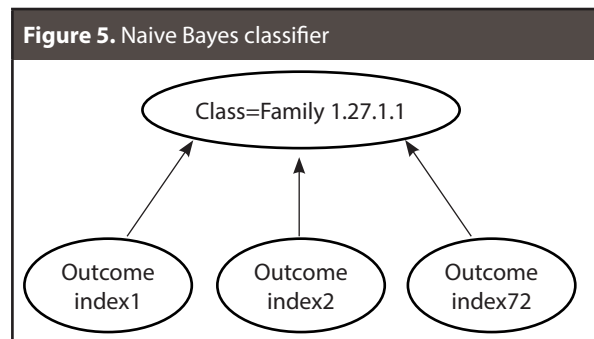 Figure 5. Naive Bayes classifier
Class=Family 1.27.1.1
Outcome
index1
Outcome
index2
Outcome
index72